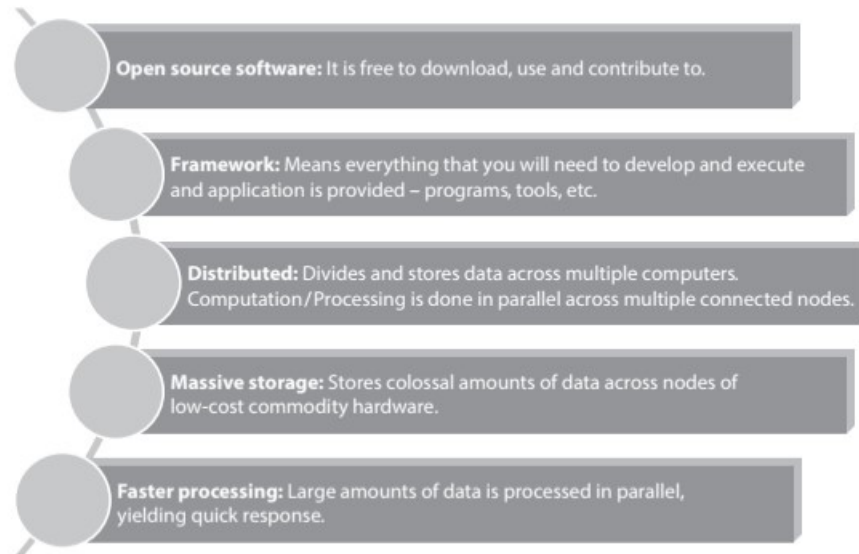 Open source software: It is free to download, use and contribute to.
Framework: Means everything that you will need to develop and execute
and application is provided – programs, tools, etc.
Distributed: Divides and stores data across multiple computers.
Computation/Processing is done in parallel across multiple connected nodes.
Massive storage: Stores colossal amounts of data across nodes of
low-cost commodity hardware.
Faster processing: Large amounts of data is processed in parallel,
yielding quick response.